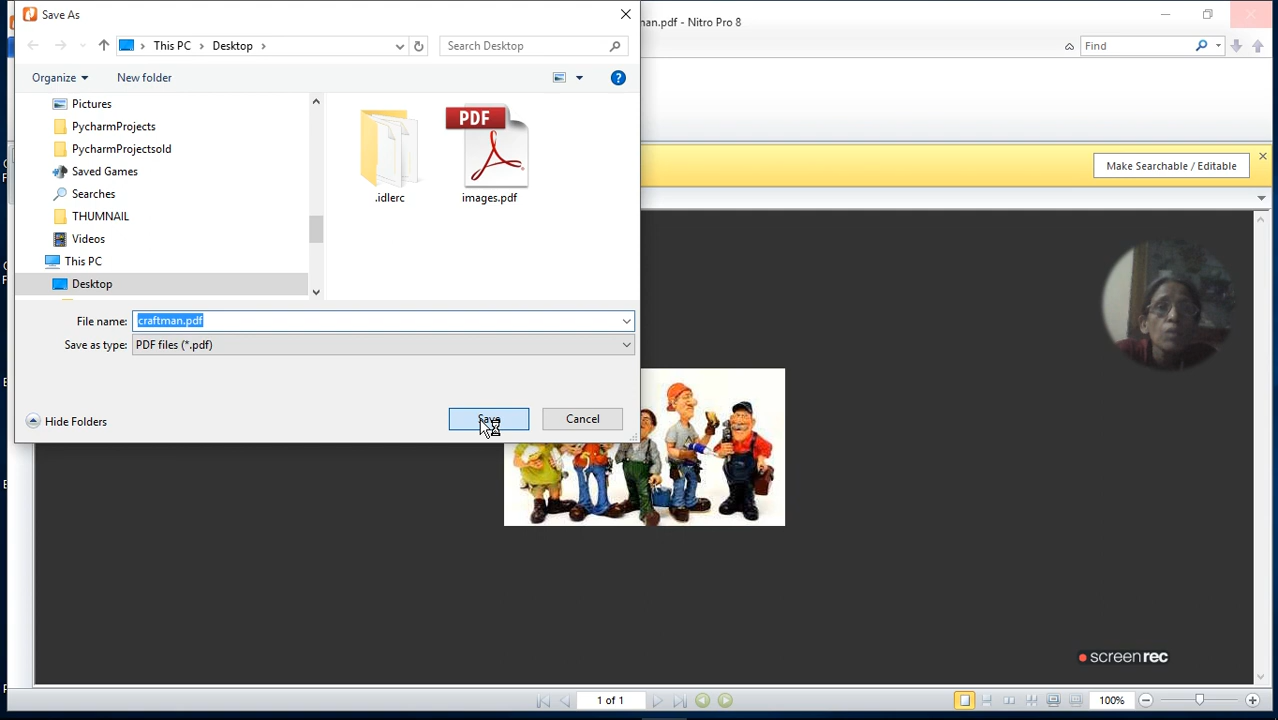 Save As
man.pdf - Nitro Pro 8
This PC
Desktop
Search Desktop
Find
Organize
New folder
Pictures
PycharmProjects
PycharmProjectsold
Saved Games
Searches
THUMNAIL
Videos
This PC
Desktop
PDF
.idlerc
images.pdf
Make Searchable / Editable
File name:
craftman.pdf
Save as type:
PDF files (*.pdf)
Hide Folders
Save
Cancel
screenrec
1 of 1
100%